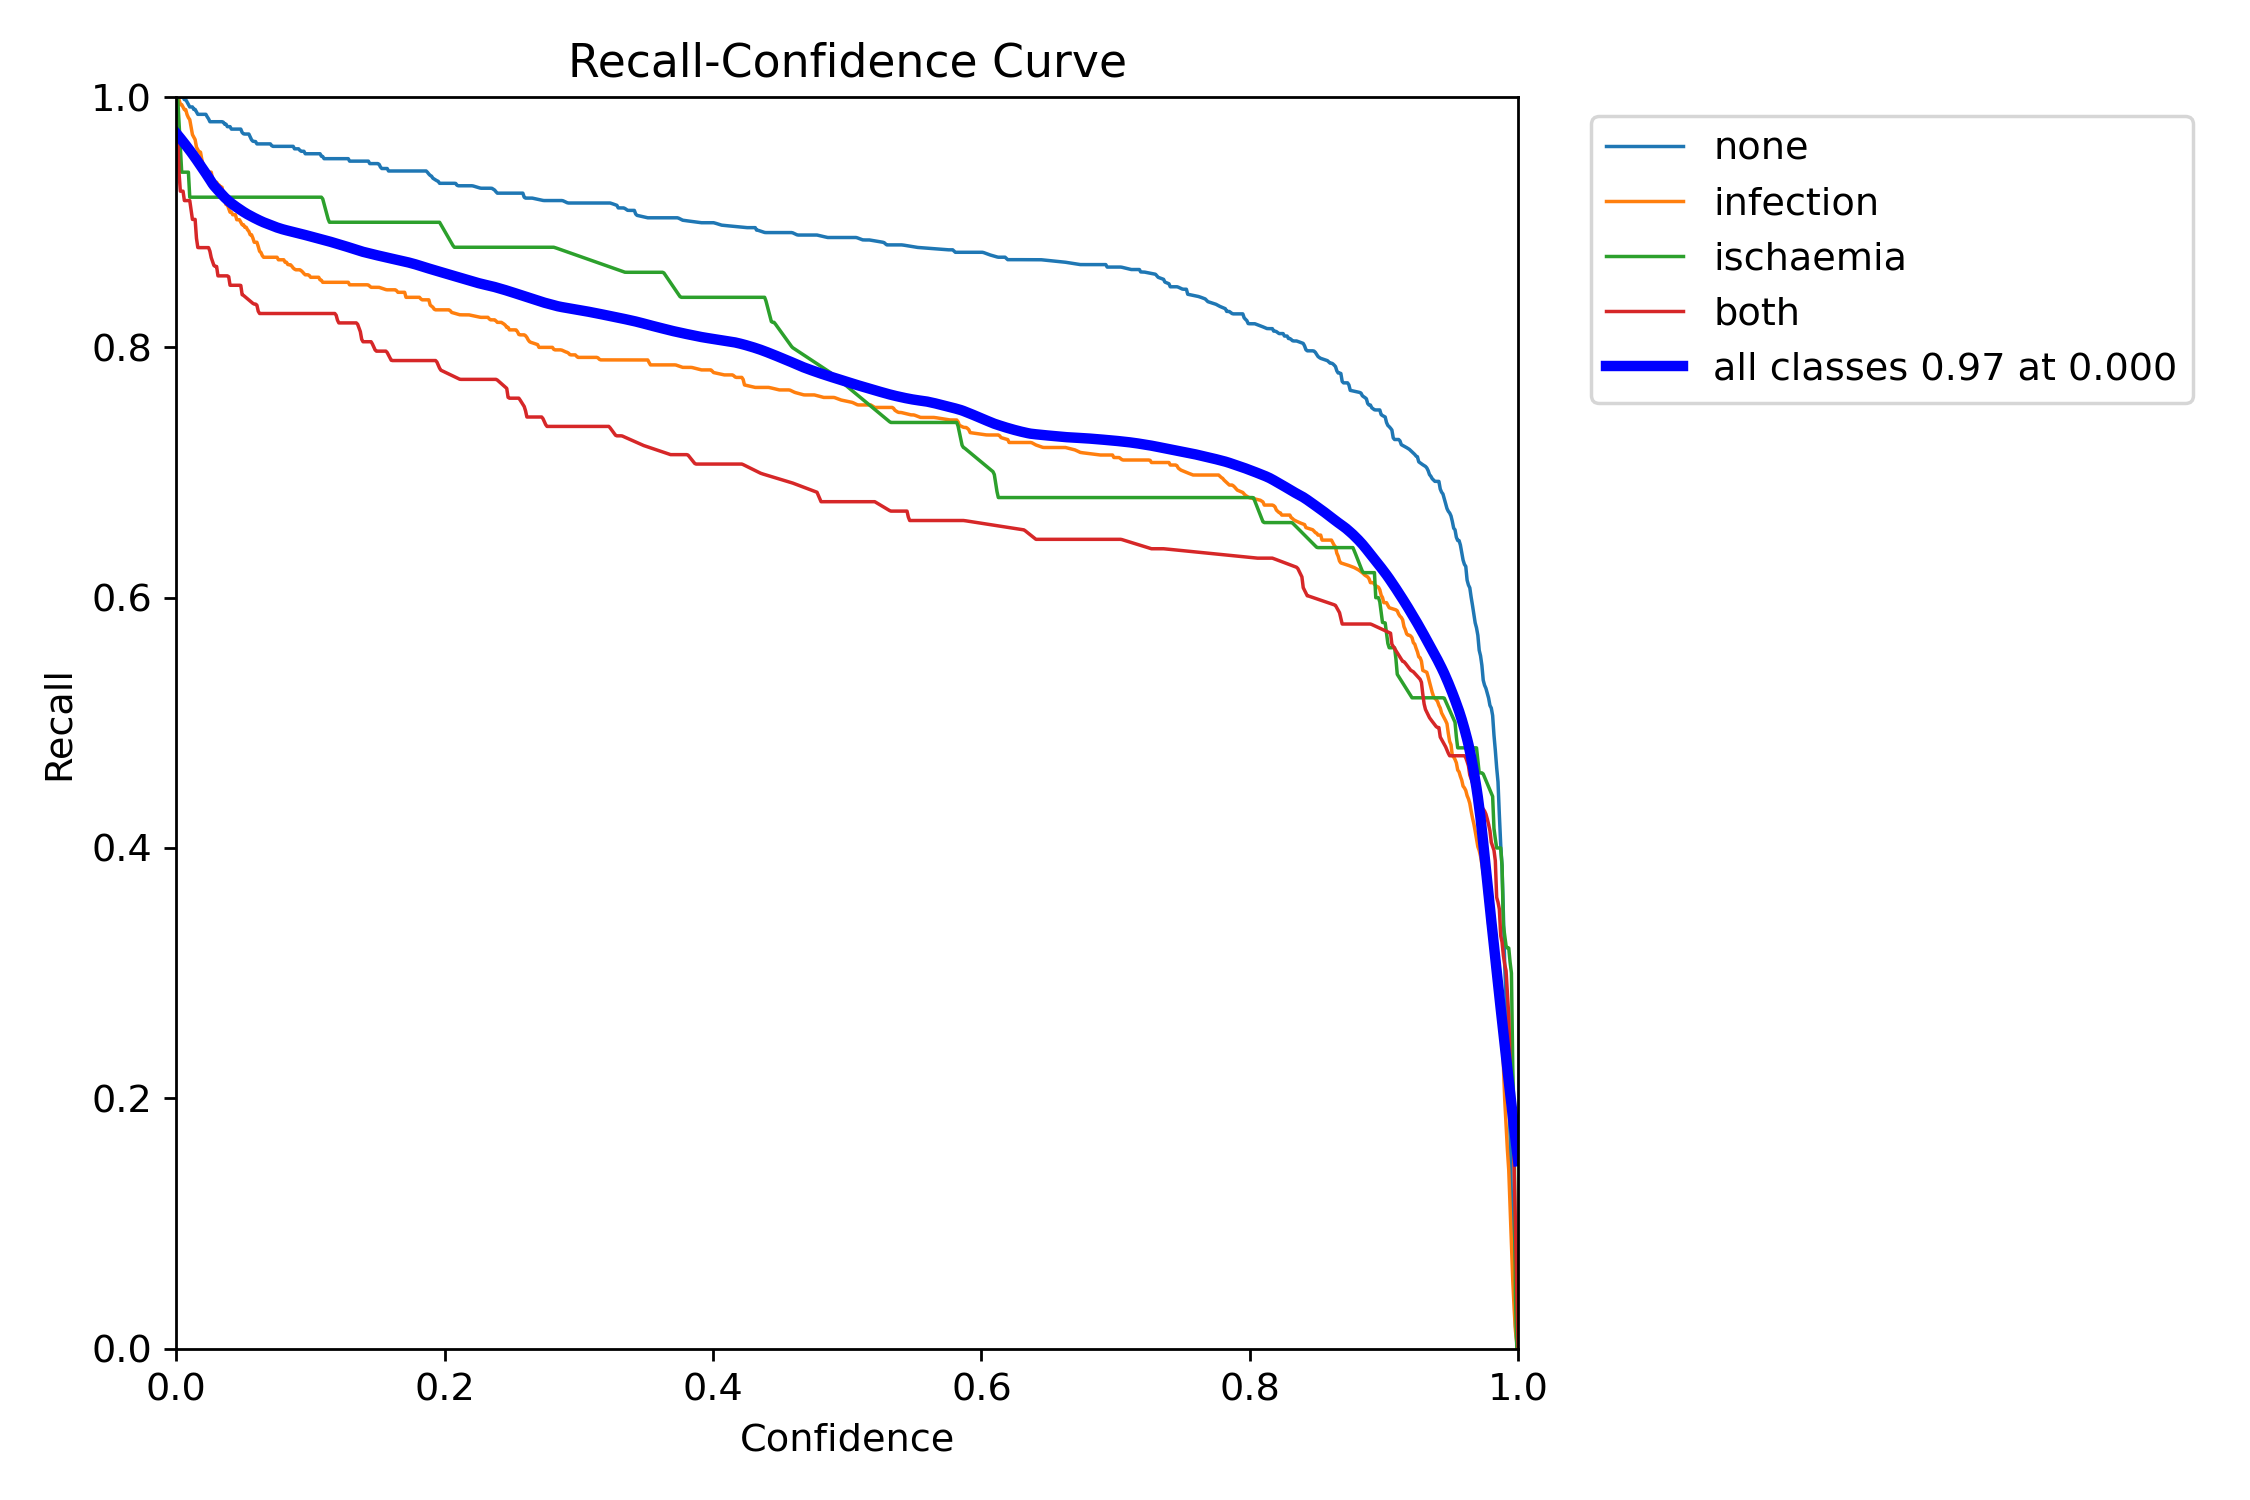 Recall-Confidence Curve
1.0
0.8
0.6
0.4
0.2
0.0
Recall
0.0 0.2 0.4 0.6 0.8 1.0
Confidence
none
infection
ischaemia
both
all classes 0.97 at 0.000